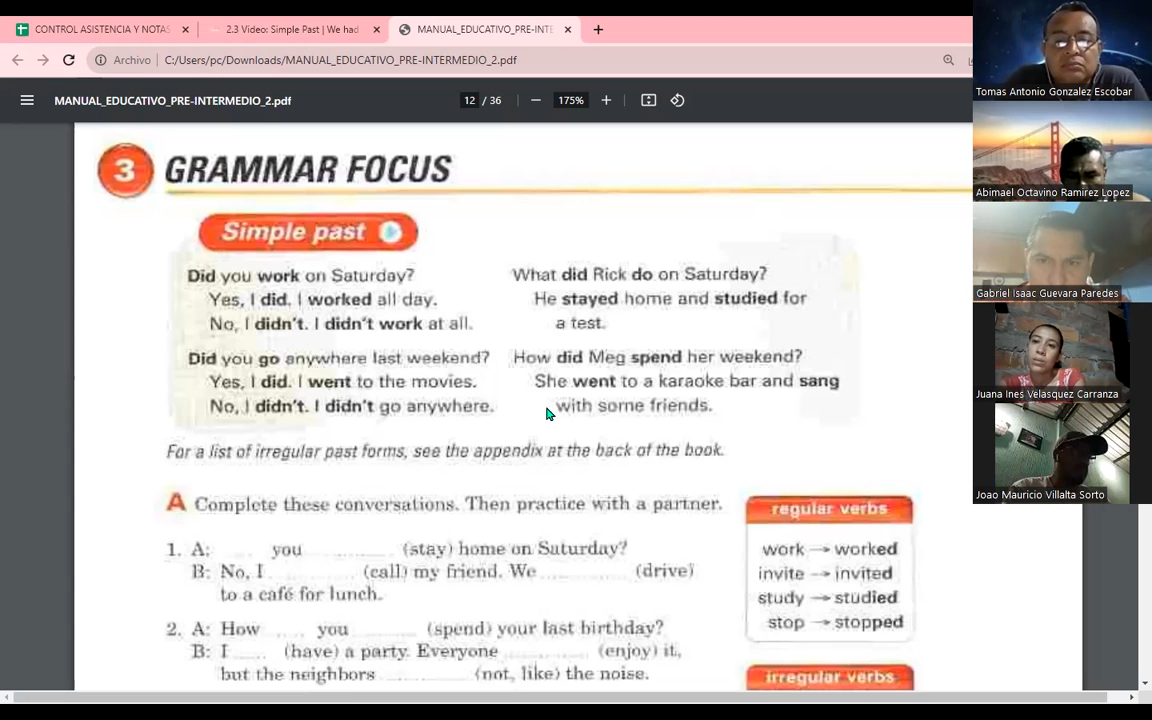 CONTROL ASISTENCIA Y NOTAS
2.3 Video: Simple Past | We had
MANUAL_EDUCATIVO_PRE-INTE
Archivo C:/Users/pc/Downloads/MANUAL_EDUCATIVO_PRE-INTERMEDIO_2.pdf
MANUAL_EDUCATIVO_PRE-INTERMEDIO_2.pdf 12 / 36 175%
3 GRAMMAR FOCUS
Simple past
Did you work on Saturday?
Yes, I did. I worked all day.
No, I didn't. I didn't work at all.
Did you go anywhere last weekend?
Yes, I did. I went to the movies.
No, I didn't. I didn't go anywhere.
What did Rick do on Saturday?
He stayed home and studied for
a test.
How did Meg spend her weekend?
She went to a karaoke bar and sang
with some friends.
For a list of irregular past forms, see the appendix at the back of the book.
A Complete these conversations. Then practice with a partner.
1. A: ........ you ................ (stay) home on Saturday?
B: No, I ................ (call) my friend. We ................ (drive)
to a café for lunch.
2. A: How ........ you ................ (spend) your last birthday?
B: I ........ (have) a party. Everyone ................ (enjoy) it,
but the neighbors ................ (not, like) the noise.
regular verbs
work → worked
invite → invited
study → studied
stop → stopped
irregular verbs
Tomas Antonio Gonzalez Escobar
Abimael Octavino Ramirez Lopez
Gabriel Isaac Guevara Paredes
Juana Ines Velasquez Carranza
Joao Mauricio Villalta Sorto